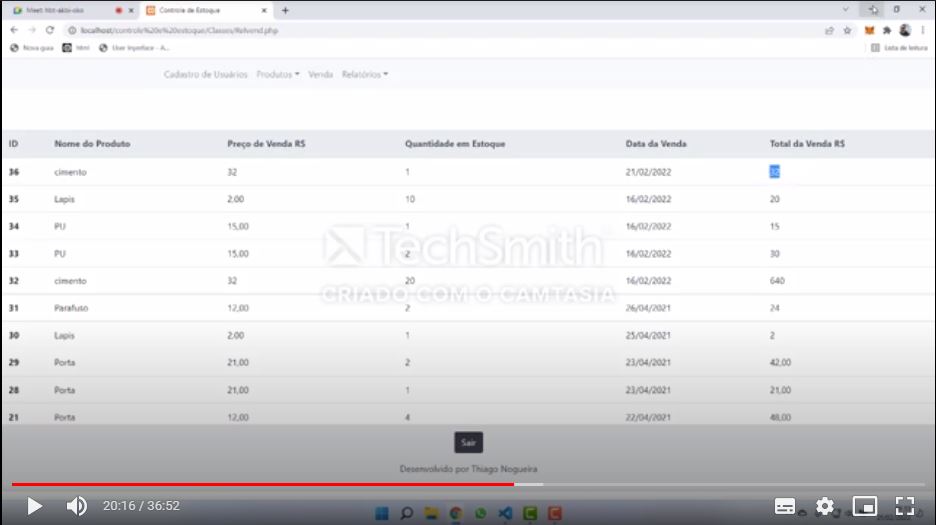 Meet: hbt-akbi-oko
Controle de Estoque
localhost/controle%20e%20estoque/Classes/Relvend.php
Nova guia html User Inperface - A...
Lista de leitura
Cadastro de Usuários Produtos Venda Relatórios
ID Nome do Produto Preço de Venda R$ Quantidade em Estoque Data da Venda Total da Venda R$
36 cimento 32 1 21/02/2022 32
35 Lapis 2.00 10 16/02/2022 20
34 PU 15,00 1 16/02/2022 15
33 PU 15,00 2 16/02/2022 30
32 cimento 32 20 16/02/2022 640
31 Parafuto 12,00 2 26/04/2021 24
30 Lapis 2.00 1 25/04/2021 2
29 Porta 21,00 2 23/04/2021 42,00
28 Porta 21,00 1 23/04/2021 21,00
21 Porta 12,00 4 22/04/2021 48,00
TechSmith
CRIADO COM O CAMTASIA
Sair
Desenvolvido por Thiago Nogueira
20:16 / 36:52